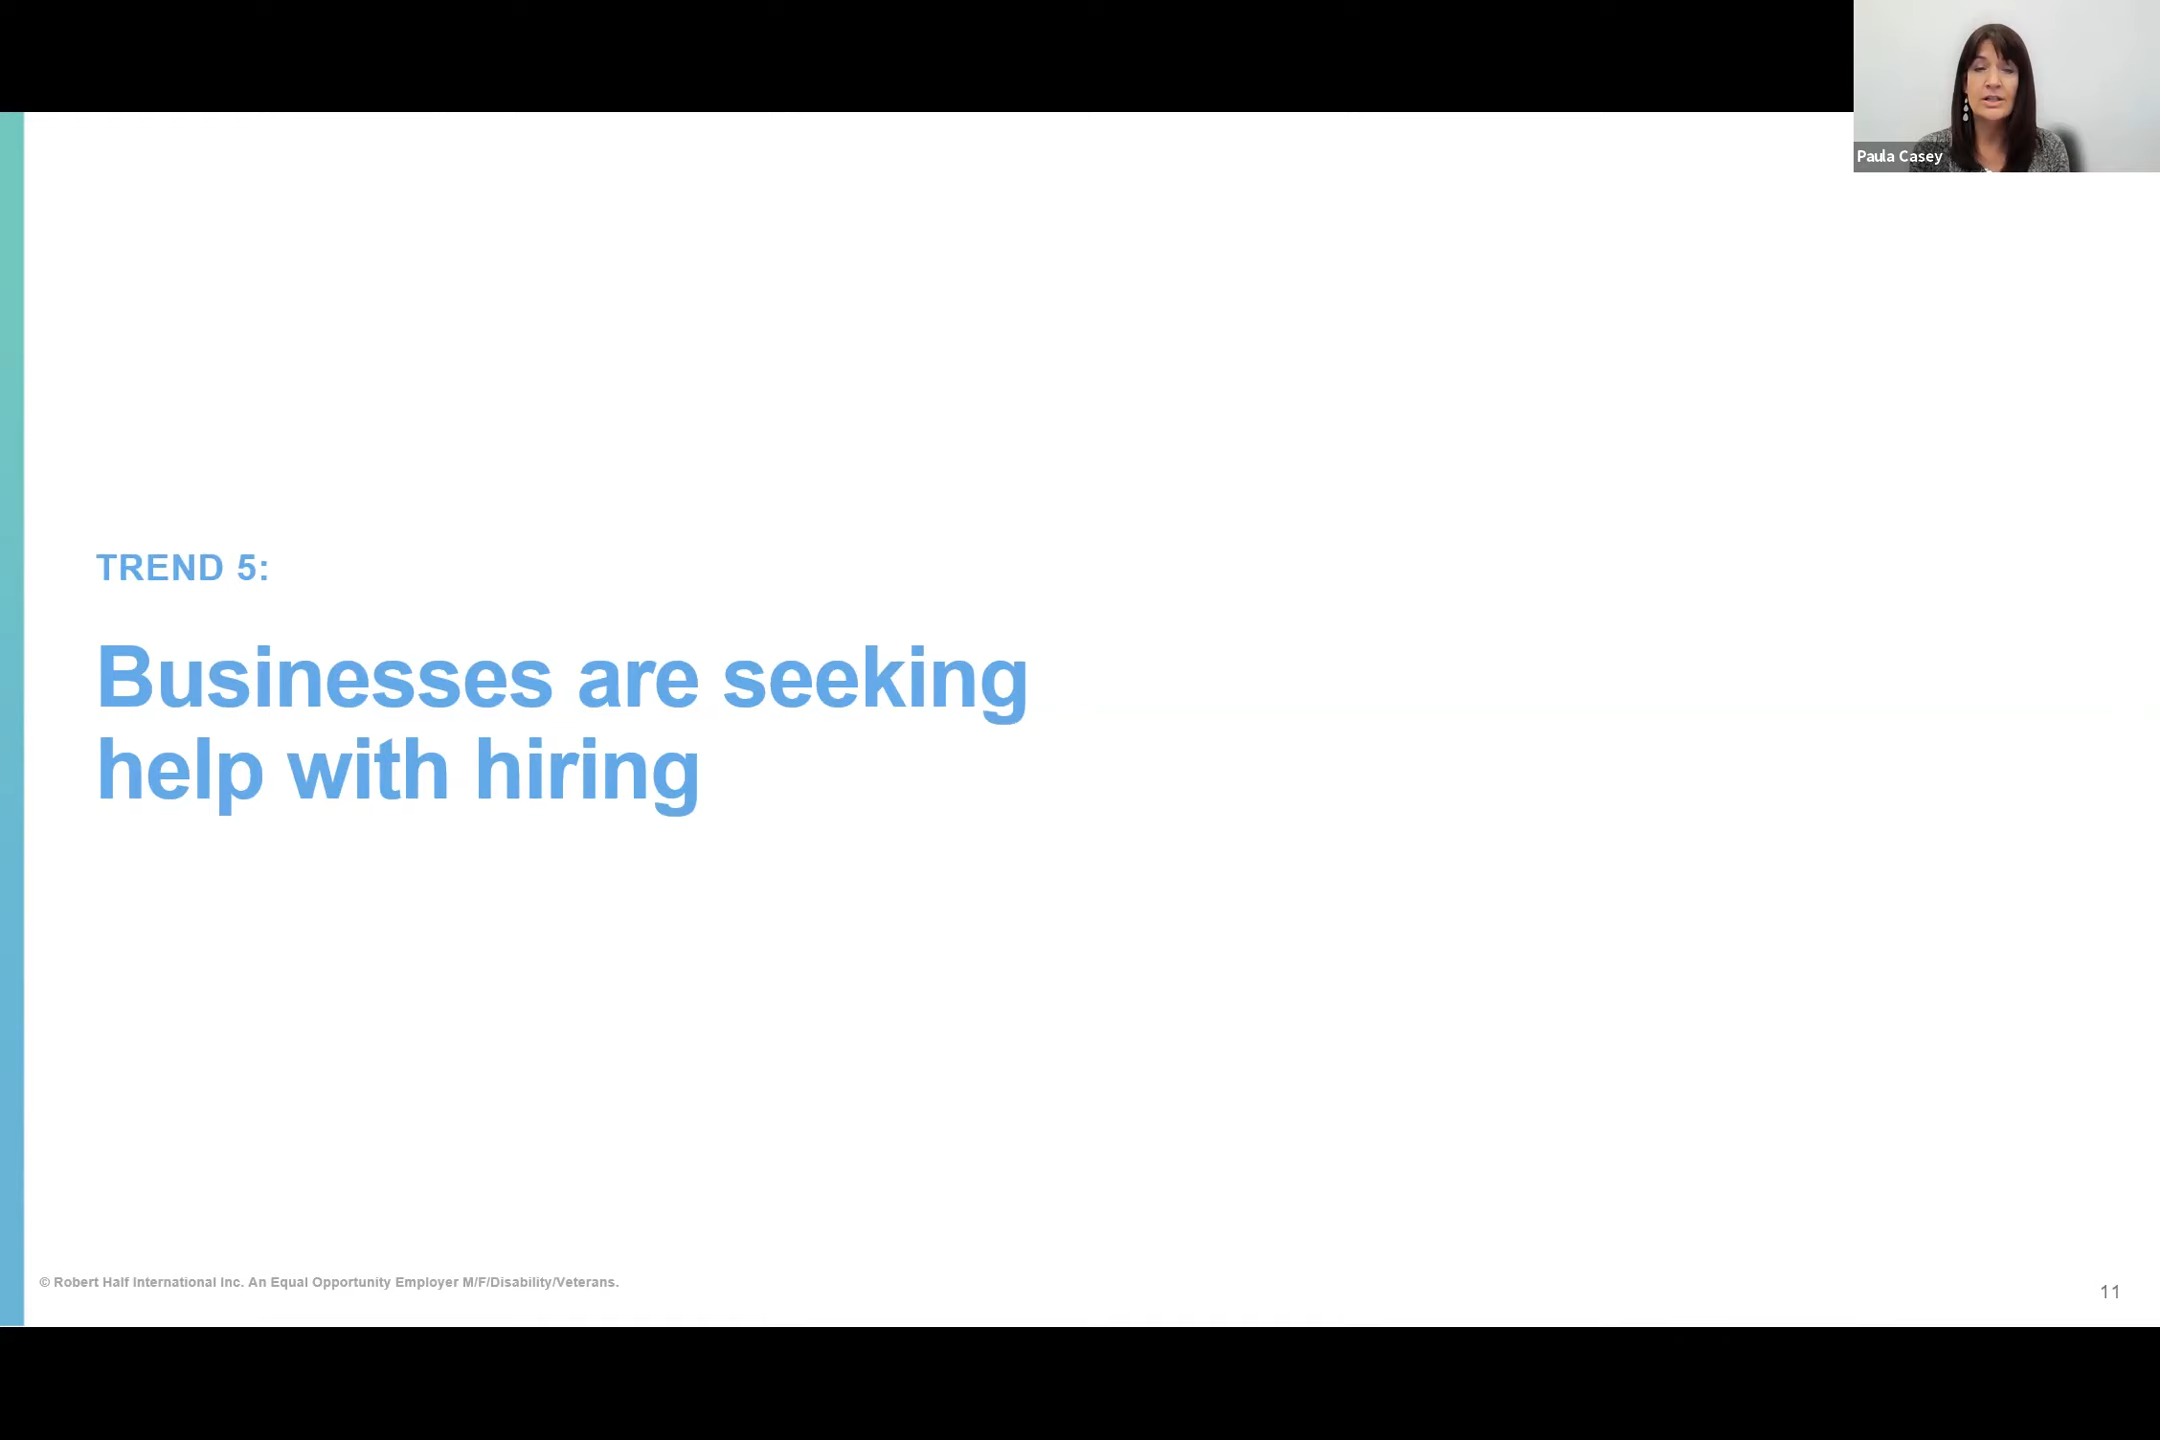 Paula Casey
TREND 5:
Businesses are seeking
help with hiring
© Robert Half International Inc. An Equal Opportunity Employer M/F/Disability/Veterans.
11